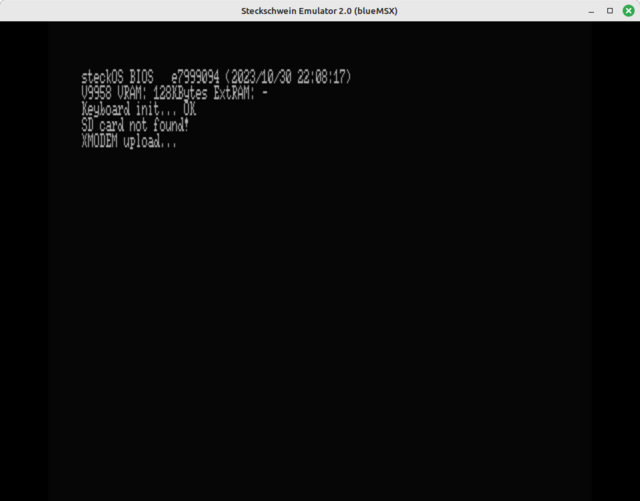 Steckschwein Emulator 2.0 (blueMSX)
steckOS BIOS   e7999094 (2023/10/30 22:08:17)
V9958 VRAM: 128KBytes ExtRAM: -
Keyboard init... OK
SD card not found!
XMODEM upload...